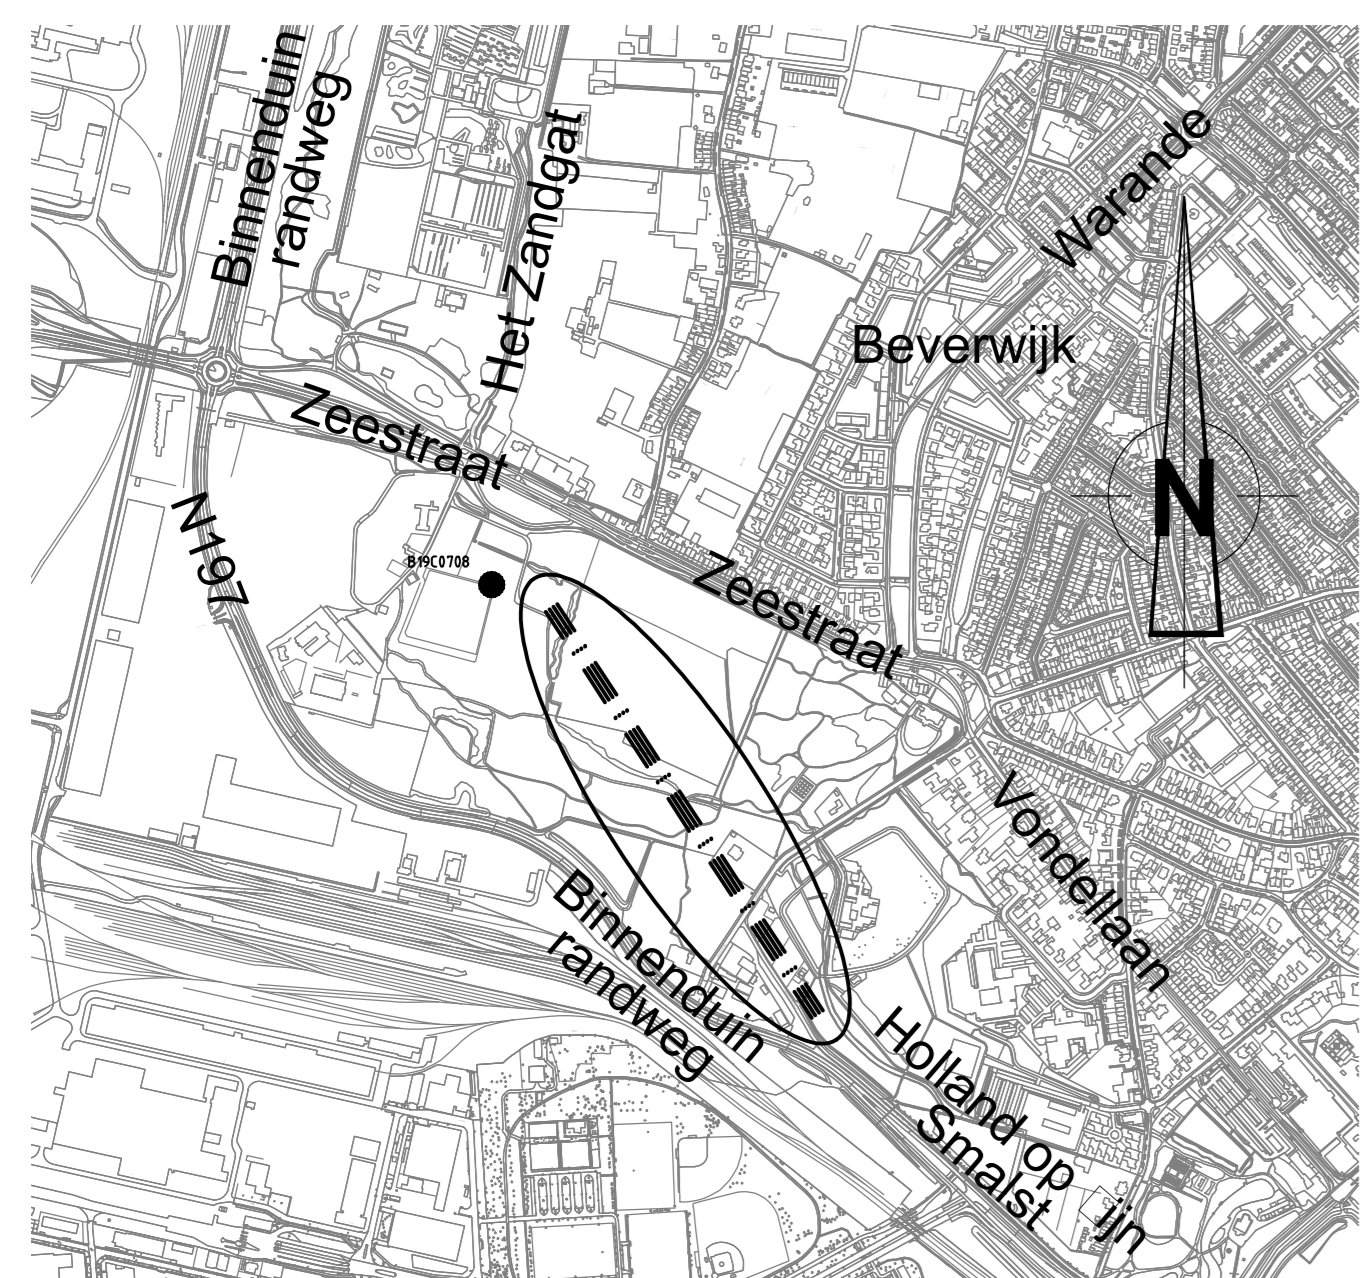 Binnenduin
randweg
Het Zandgat
Warande
Beverwijk
Zeestraat
N197
B19C0708
Zeestraat
N
Vondellaan
Binnenduin
randweg
Holland op
Smalst
ijn